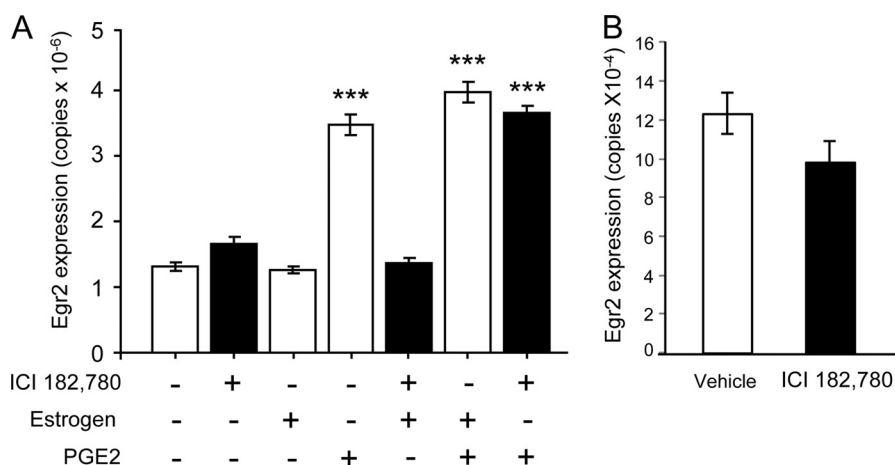 A
Egr2 expression (copies x 10-6)
5
4
3
2
1
0
*** *** ***
ICI 182,780 - + - - + - +
Estrogen - - + - + + -
PGE2 - - - + - + +
B
Egr2 expression (copies X10-4)
16
14
12
10
8
6
4
2
0
Vehicle ICI 182,780